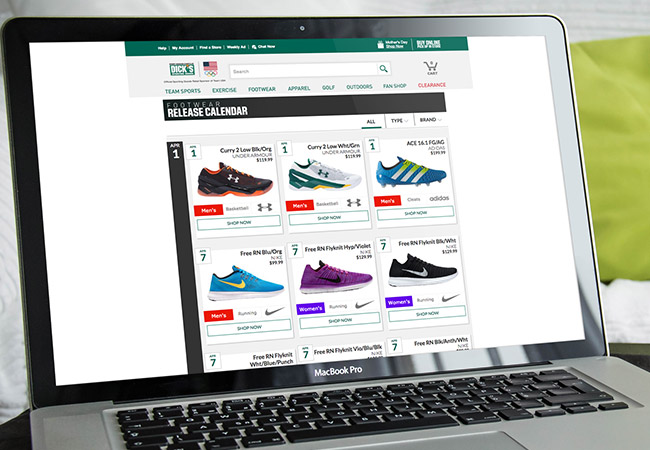 Help | My Account | Find a Store | Weekly Ad | Chat Now
Mother's Day
Shop Now
BUY ONLINE
PICK UP IN STORE
DICK'S
Search
0
CART
TEAM SPORTS EXERCISE FOOTWEAR APPAREL GOLF OUTDOORS FAN SHOP CLEARANCE
FOOTWEAR
RELEASE CALENDAR
ALL TYPE BRAND
APR
1
APR
1
Curry 2 Low Blk/Org
UNDER ARMOUR
$119.99
Men's Basketball
SHOP NOW
APR
1
Curry 2 Low Wht/Grn
UNDER ARMOUR
$119.99
Men's Basketball
SHOP NOW
APR
1
ACE 16.1 FG/AG
ADIDAS
$199.99
Men's Cleats adidas
SHOP NOW
APR
7
Free RN Blu/Org
NIKE
$99.99
Men's Running
SHOP NOW
APR
7
Free RN Flyknit Hyp/Violet
NIKE
$129.99
Women's Running
SHOP NOW
APR
7
Free RN Flyknit Blk/Wht
NIKE
$129.99
Women's Running
SHOP NOW
APR
7
Free RN Flyknit
Wht/Blue/Punch
NIKE
APR
7
Free RN Flyknit Vio/Blu/Blk
NIKE
APR
7
Free RN Blk/Anth/Wht
NIKE
MacBook Pro